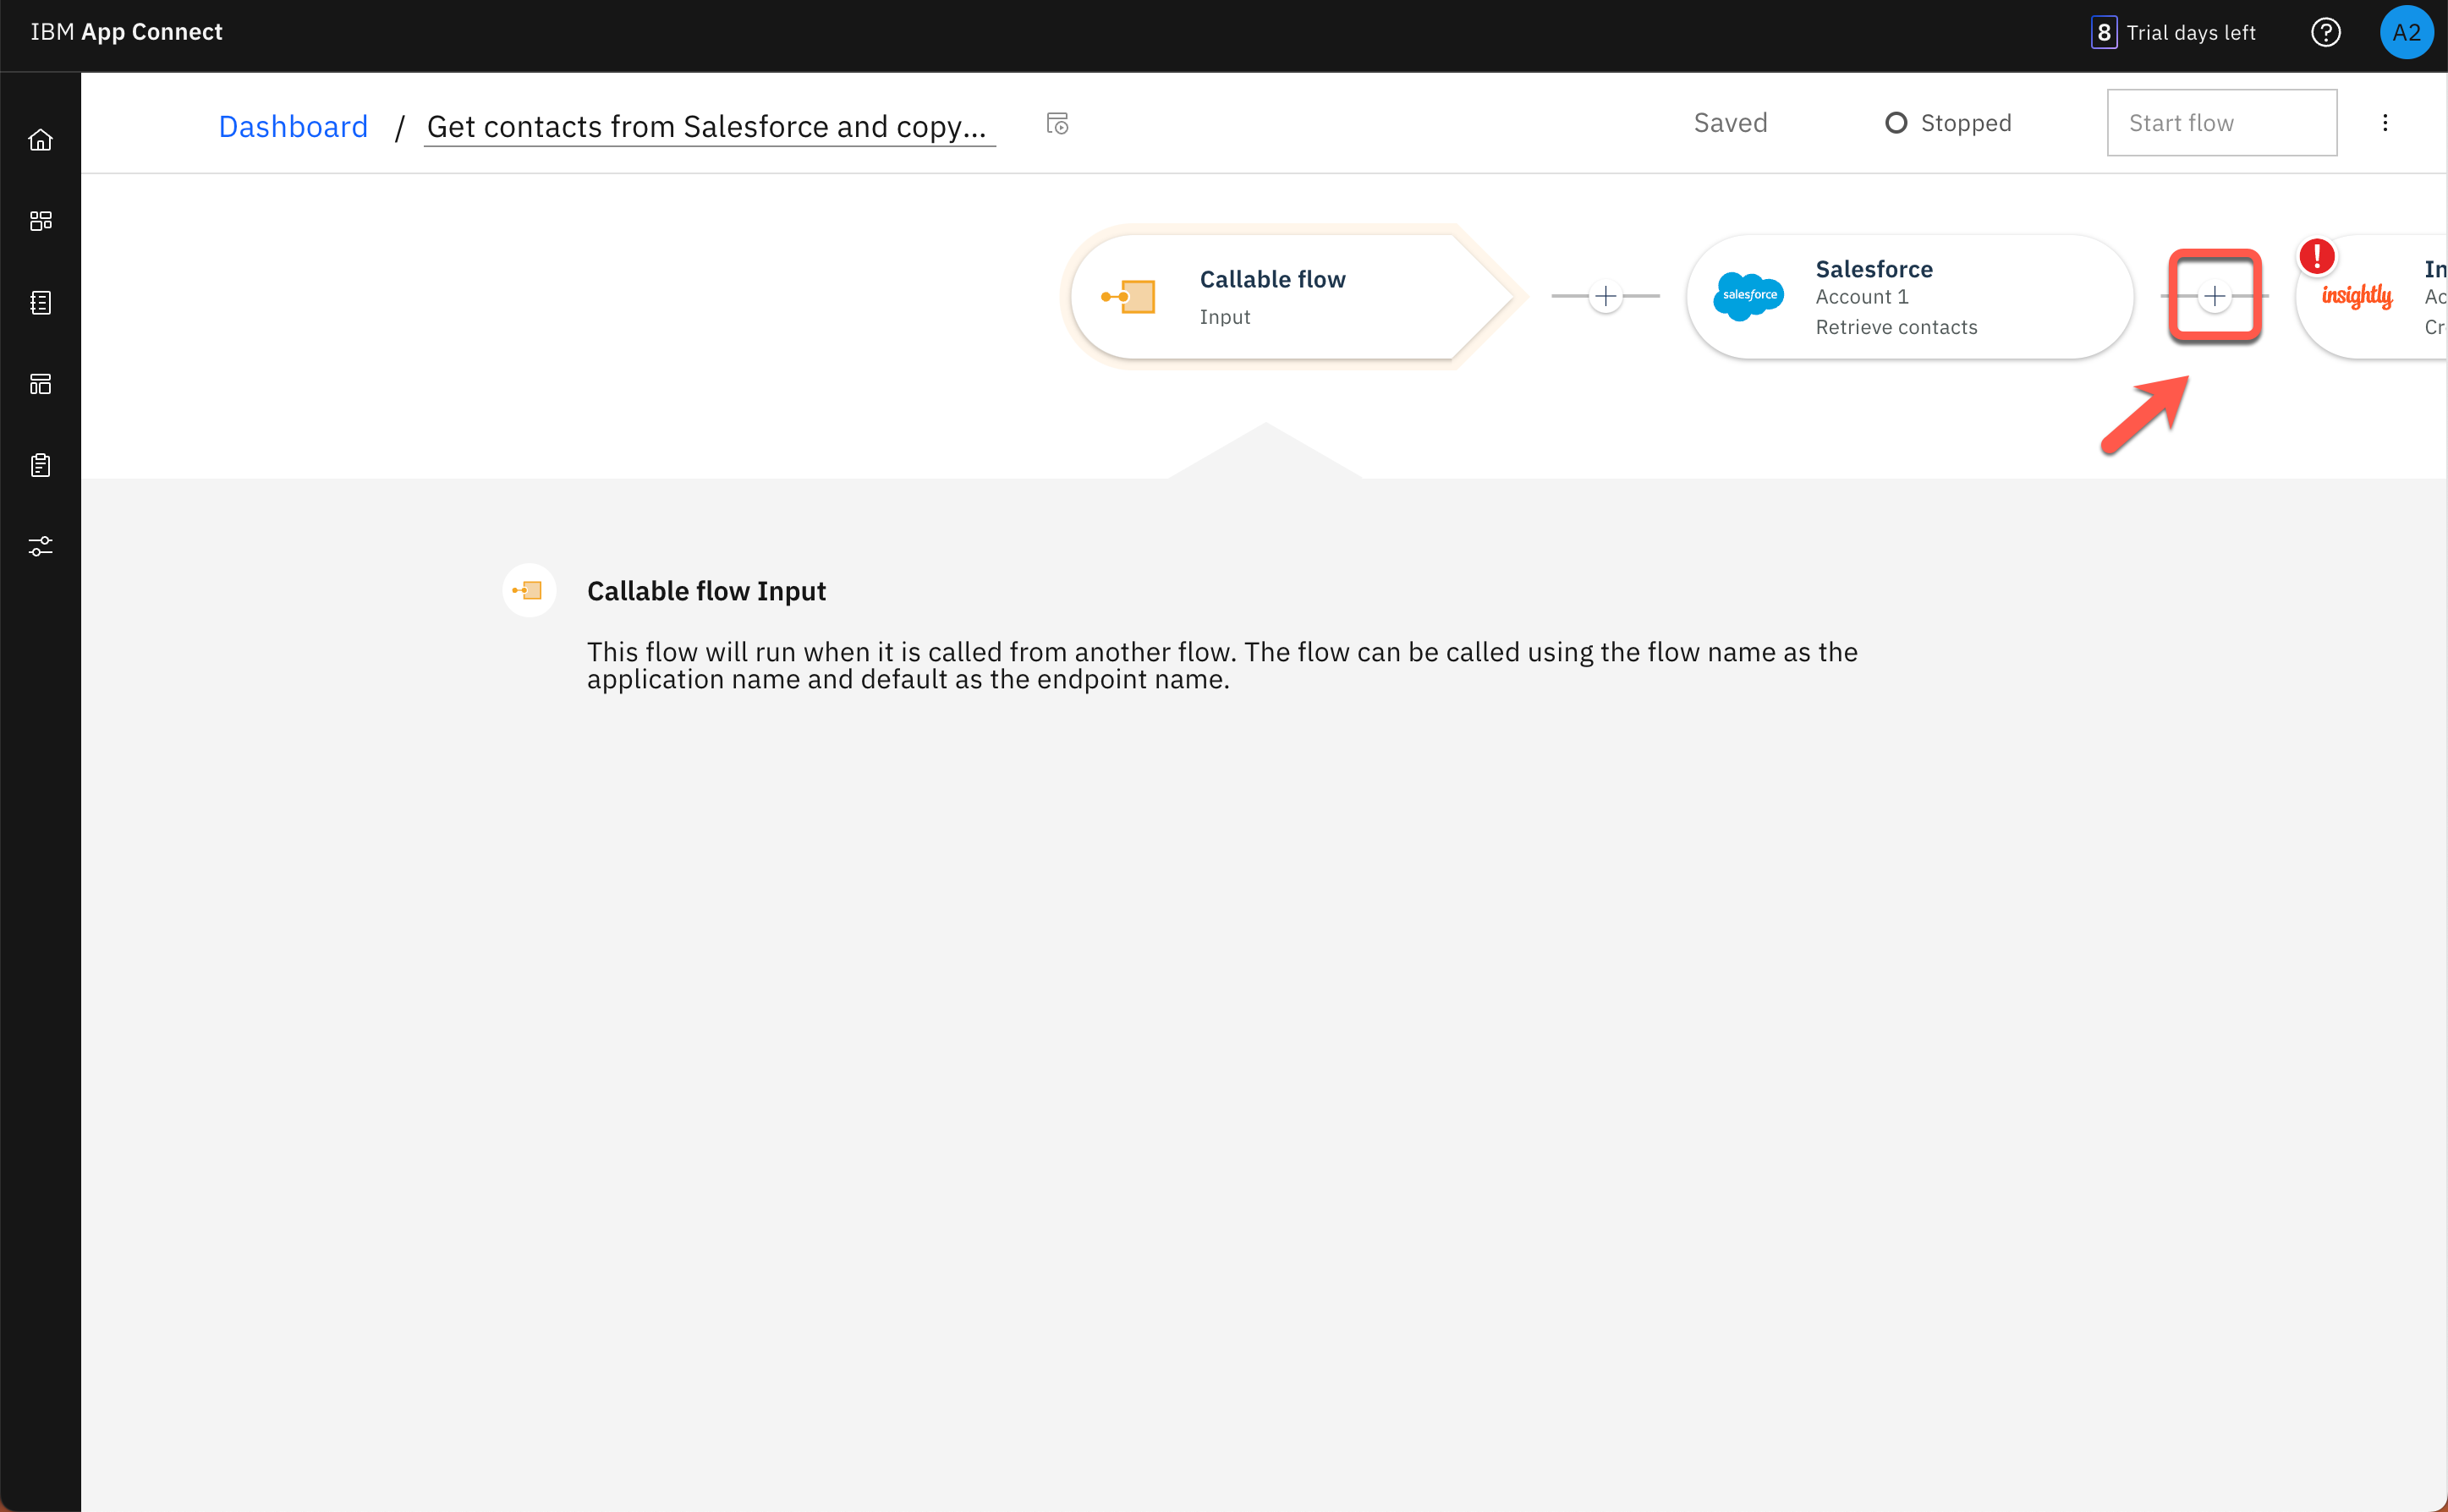 IBM App Connect
8 Trial days left
A2
Dashboard / Get contacts from Salesforce and copy...
Saved
Stopped
Start flow
Callable flow
Input
salesforce
Salesforce
Account 1
Retrieve contacts
insightly
In
Ac
Cr
Callable flow Input
This flow will run when it is called from another flow. The flow can be called using the flow name as the
application name and default as the endpoint name.